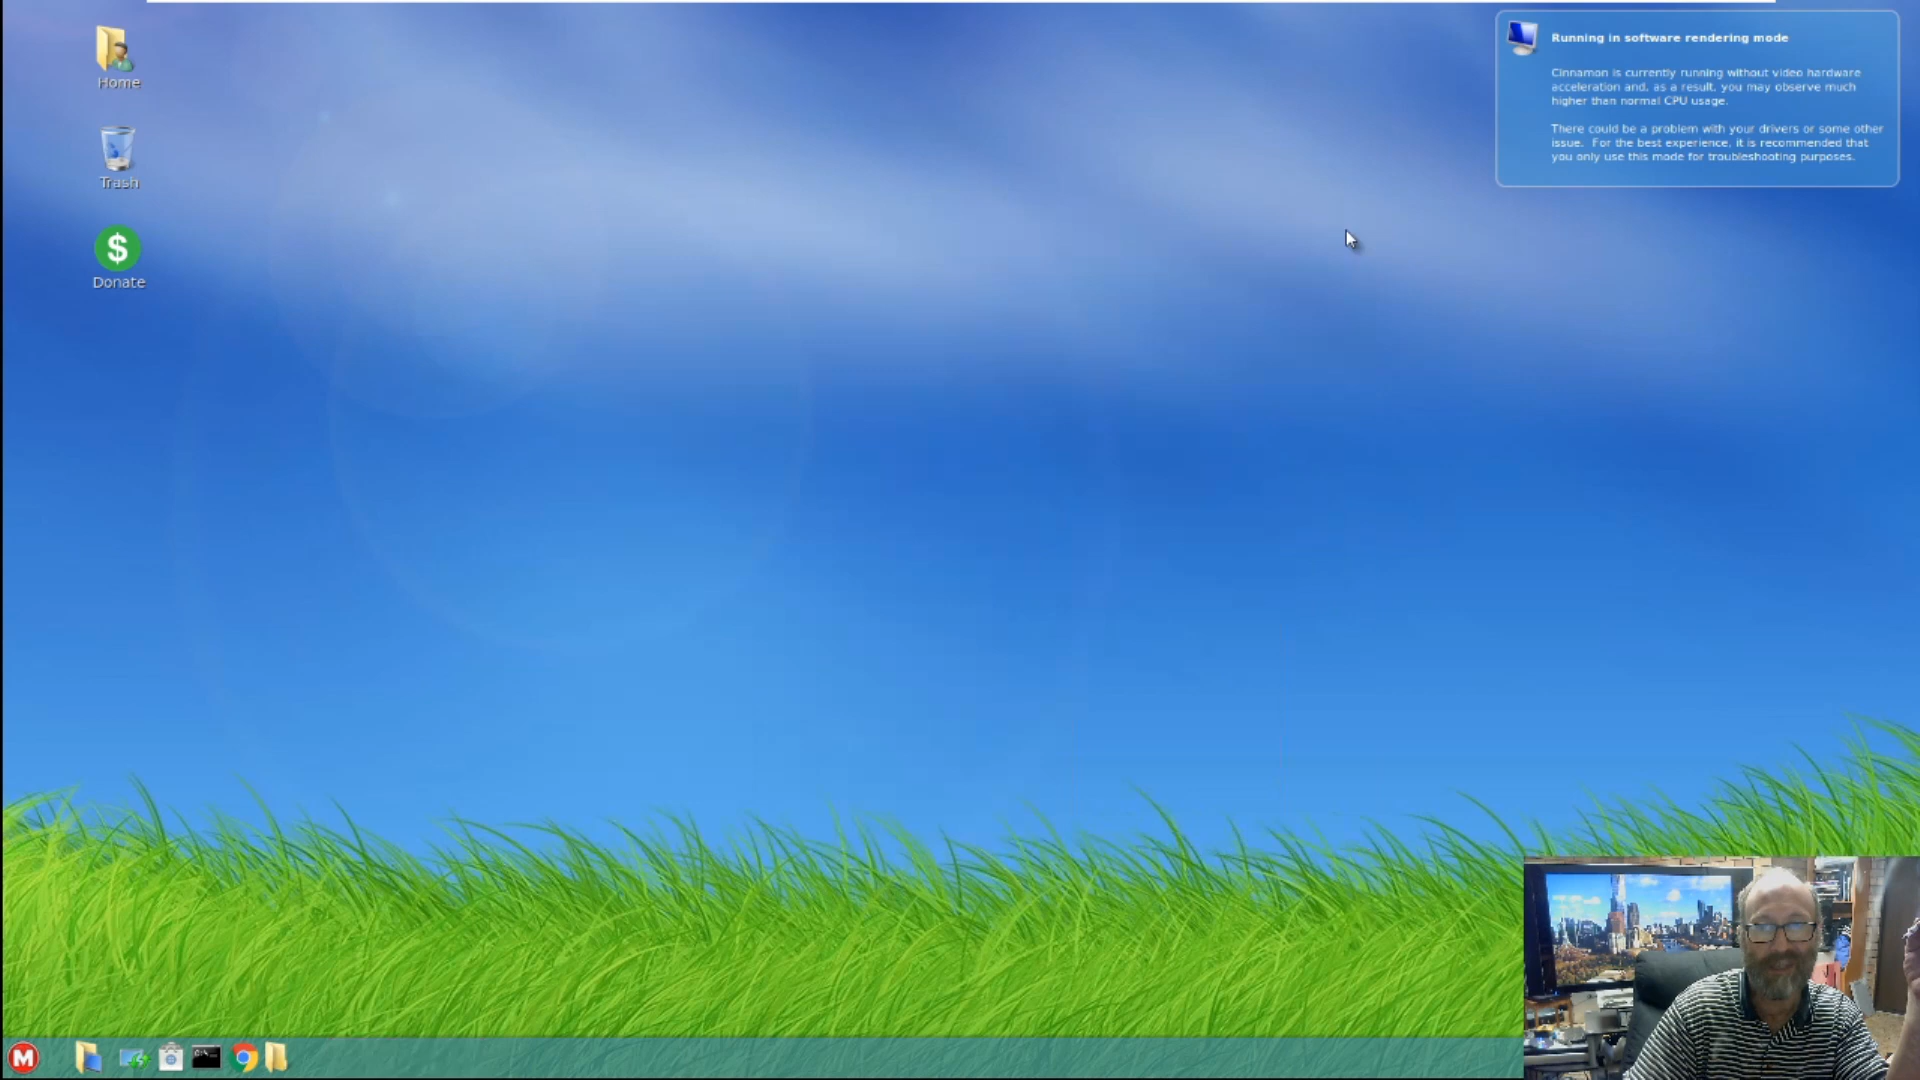 Home
Trash
$
Donate
Running in software rendering mode
Cinnamon is currently running without video hardware
acceleration and, as a result, you may observe much
higher than normal CPU usage.
There could be a problem with your drivers or some other
issue.  For the best experience, it is recommended that
you only use this mode for troubleshooting purposes.
M